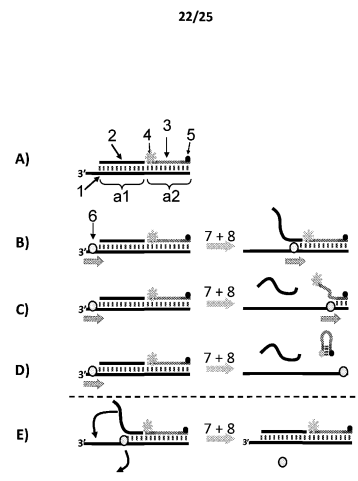 22/25
2 4 3 5
A)
3'
1 a1 a2
6 7 + 8
B)
3'
7 + 8
C)
3'
7 + 8
D)
3'
7 + 8
E)
3'